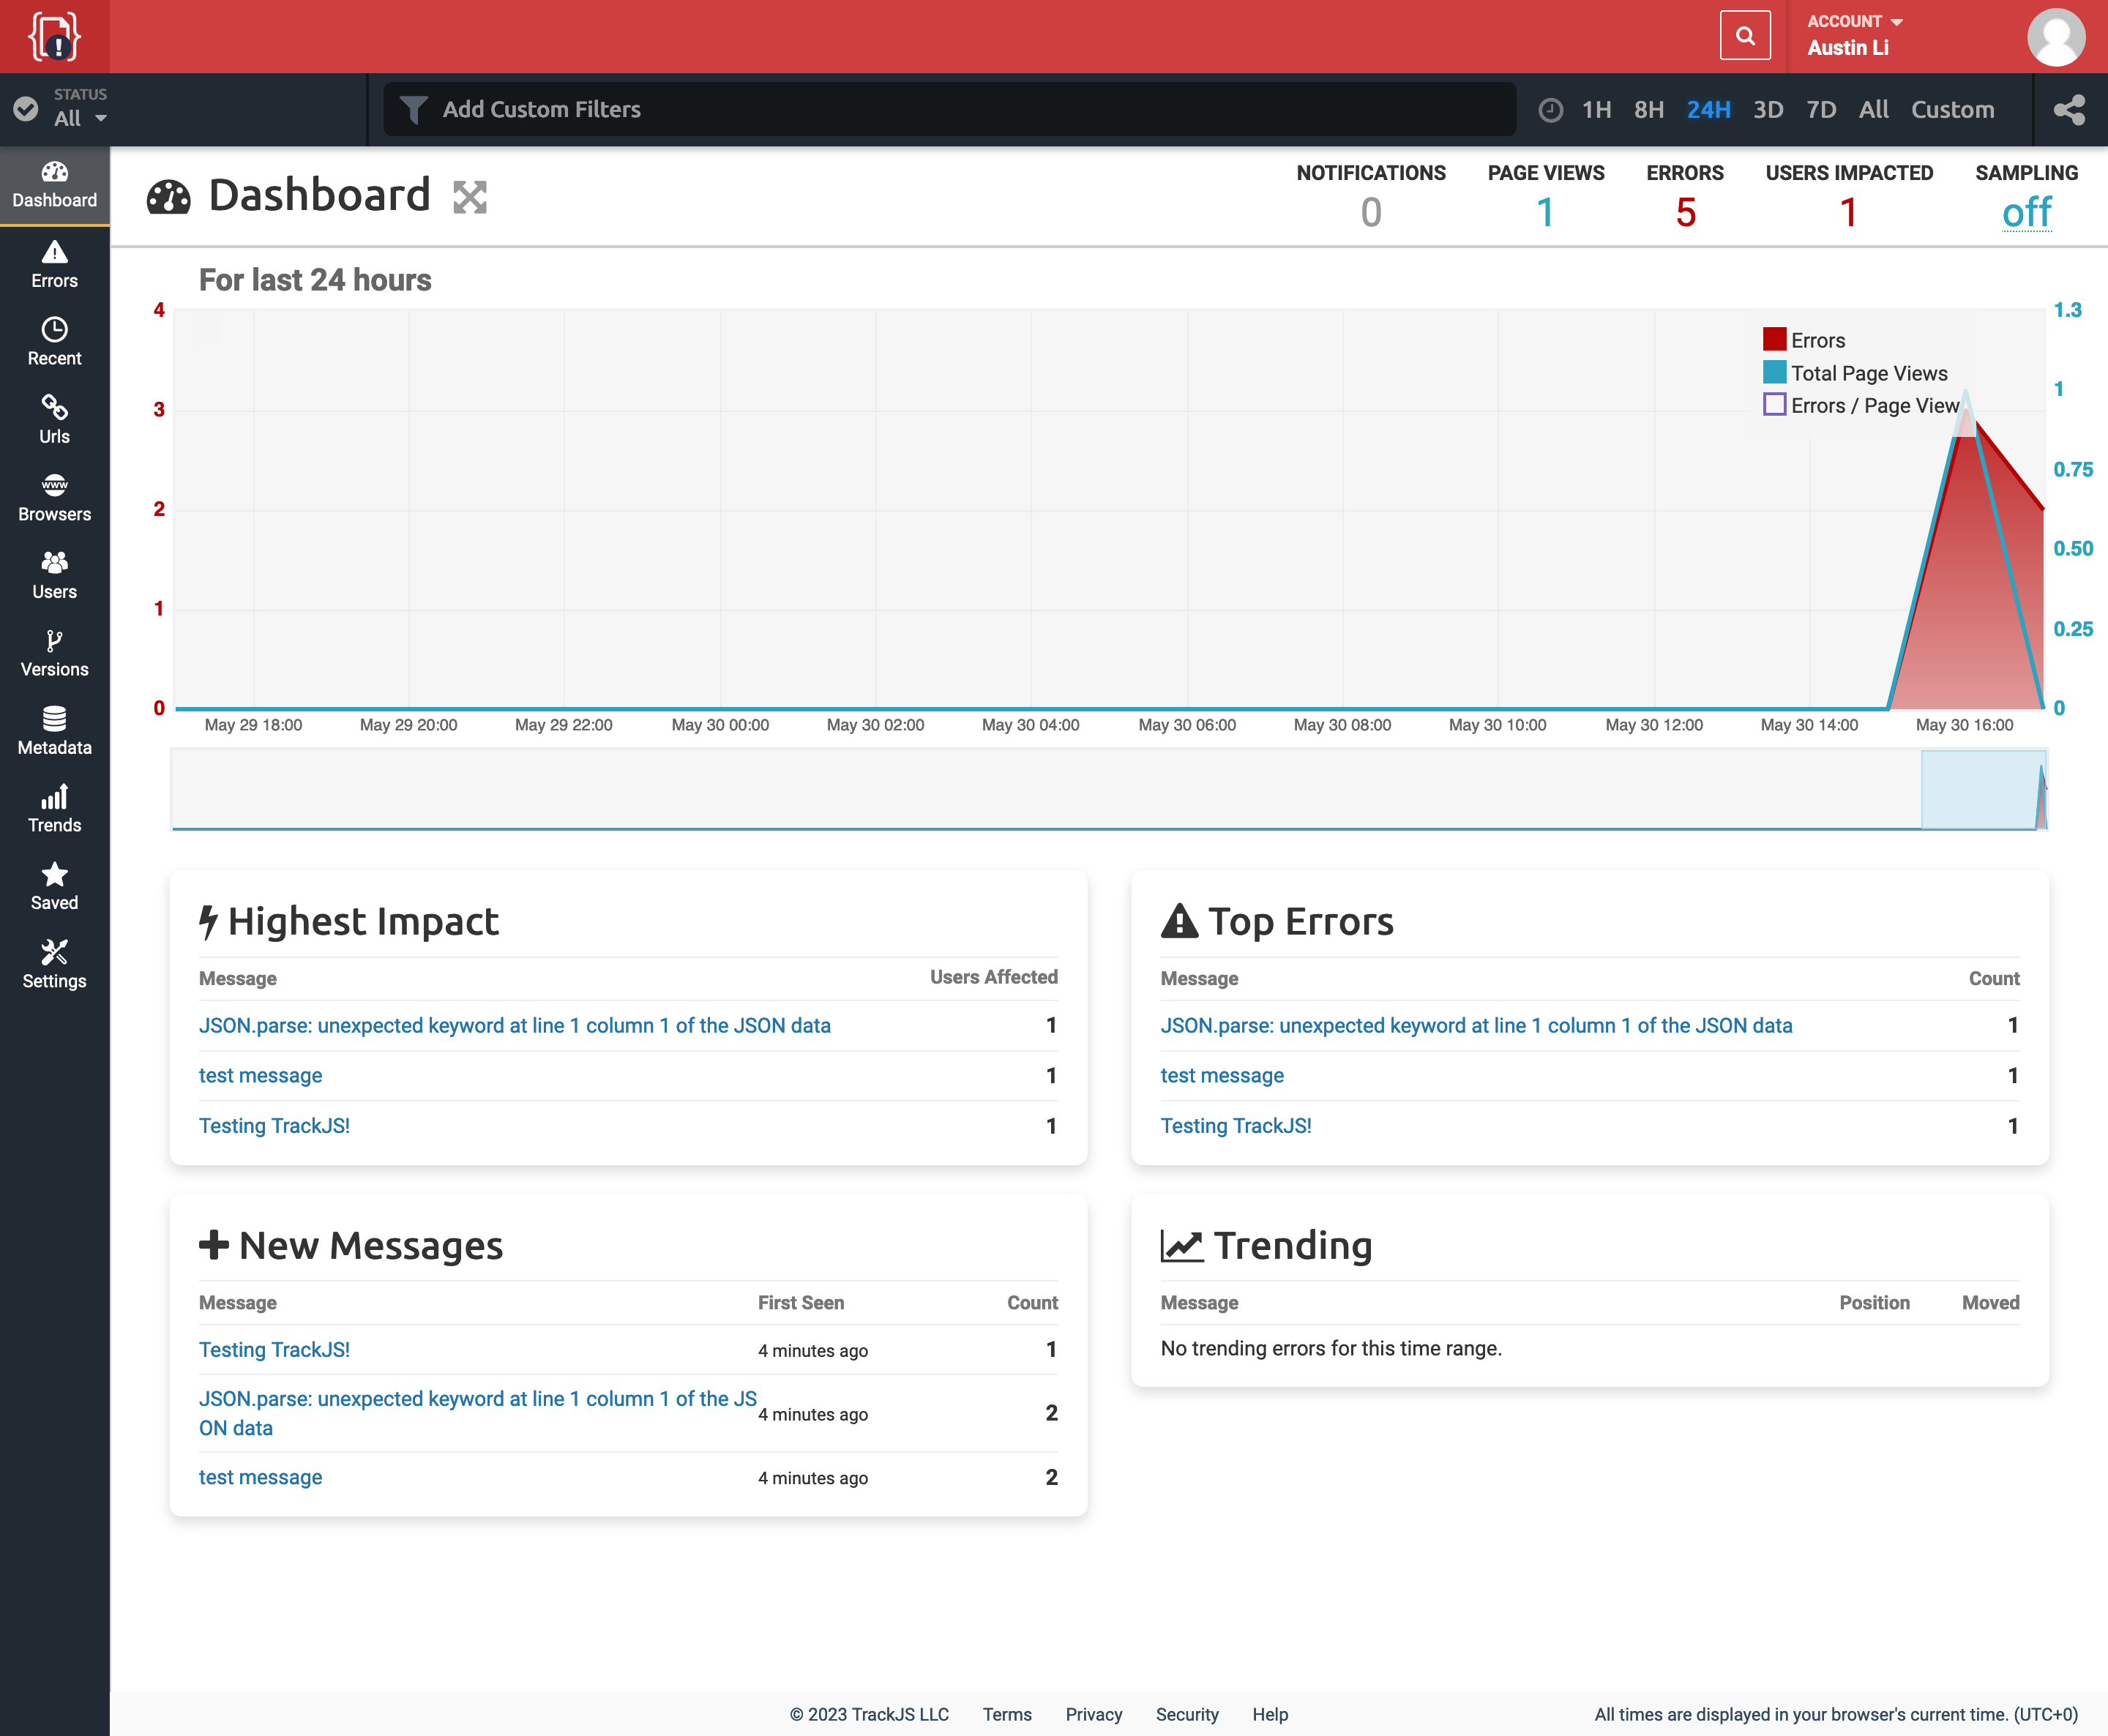 ACCOUNT
Austin Li
STATUS
All
Add Custom Filters
1H 8H 24H 3D 7D All Custom
Dashboard
Errors
Recent
Urls
www
Browsers
Users
Versions
Metadata
Trends
Saved
Settings
Dashboard
NOTIFICATIONS
0
PAGE VIEWS
1
ERRORS
5
USERS IMPACTED
1
SAMPLING
off
For last 24 hours
4
3
2
1
0
Errors
Total Page Views
Errors / Page View
1.3
1
0.75
0.50
0.25
0
May 29 18:00 May 29 20:00 May 29 22:00 May 30 00:00 May 30 02:00 May 30 04:00 May 30 06:00 May 30 08:00 May 30 10:00 May 30 12:00 May 30 14:00 May 30 16:00
Highest Impact
Message Users Affected
JSON.parse: unexpected keyword at line 1 column 1 of the JSON data 1
test message 1
Testing TrackJS! 1
Top Errors
Message Count
JSON.parse: unexpected keyword at line 1 column 1 of the JSON data 1
test message 1
Testing TrackJS! 1
New Messages
Message First Seen Count
Testing TrackJS! 4 minutes ago 1
JSON.parse: unexpected keyword at line 1 column 1 of the JS
ON data 4 minutes ago 2
test message 4 minutes ago 2
Trending
Message Position Moved
No trending errors for this time range.
© 2023 TrackJS LLC Terms Privacy Security Help
All times are displayed in your browser's current time. (UTC+0)